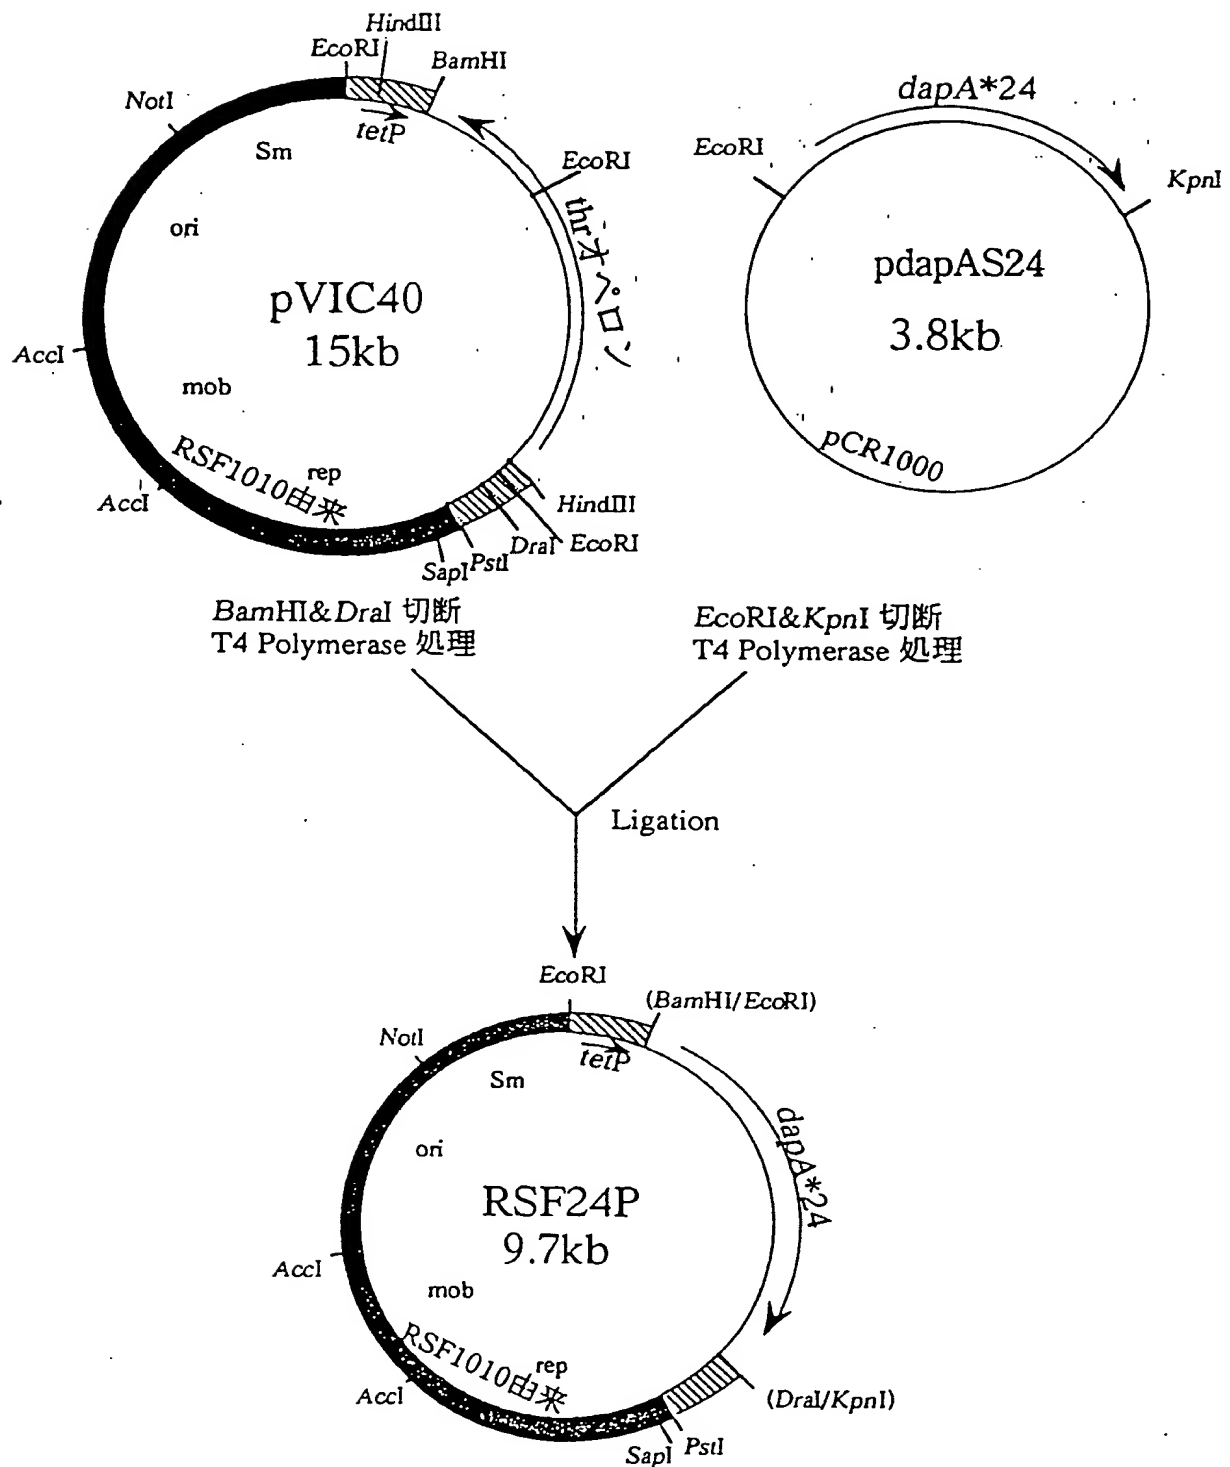 HindIII
EcoRI
BamHI
NotI
tetP
Sm
EcoRI
thrオペロン
ori
pVIC40
15kb
AccI
mob
RSF1010由来
rep
AccI
HindIII
EcoRI
DraI
PstI
SapI
dapA*24
EcoRI
KpnI
pdapAS24
3.8kb
pCR1000
BamHI&DraI 切断
T4 Polymerase 処理
EcoRI&KpnI 切断
T4 Polymerase 処理
Ligation
EcoRI
(BamHI/EcoRI)
NotI
tetP
Sm
dapA*24
ori
RSF24P
9.7kb
AccI
mob
RSF1010由来
rep
AccI
(DraI/KpnI)
PstI
SapI